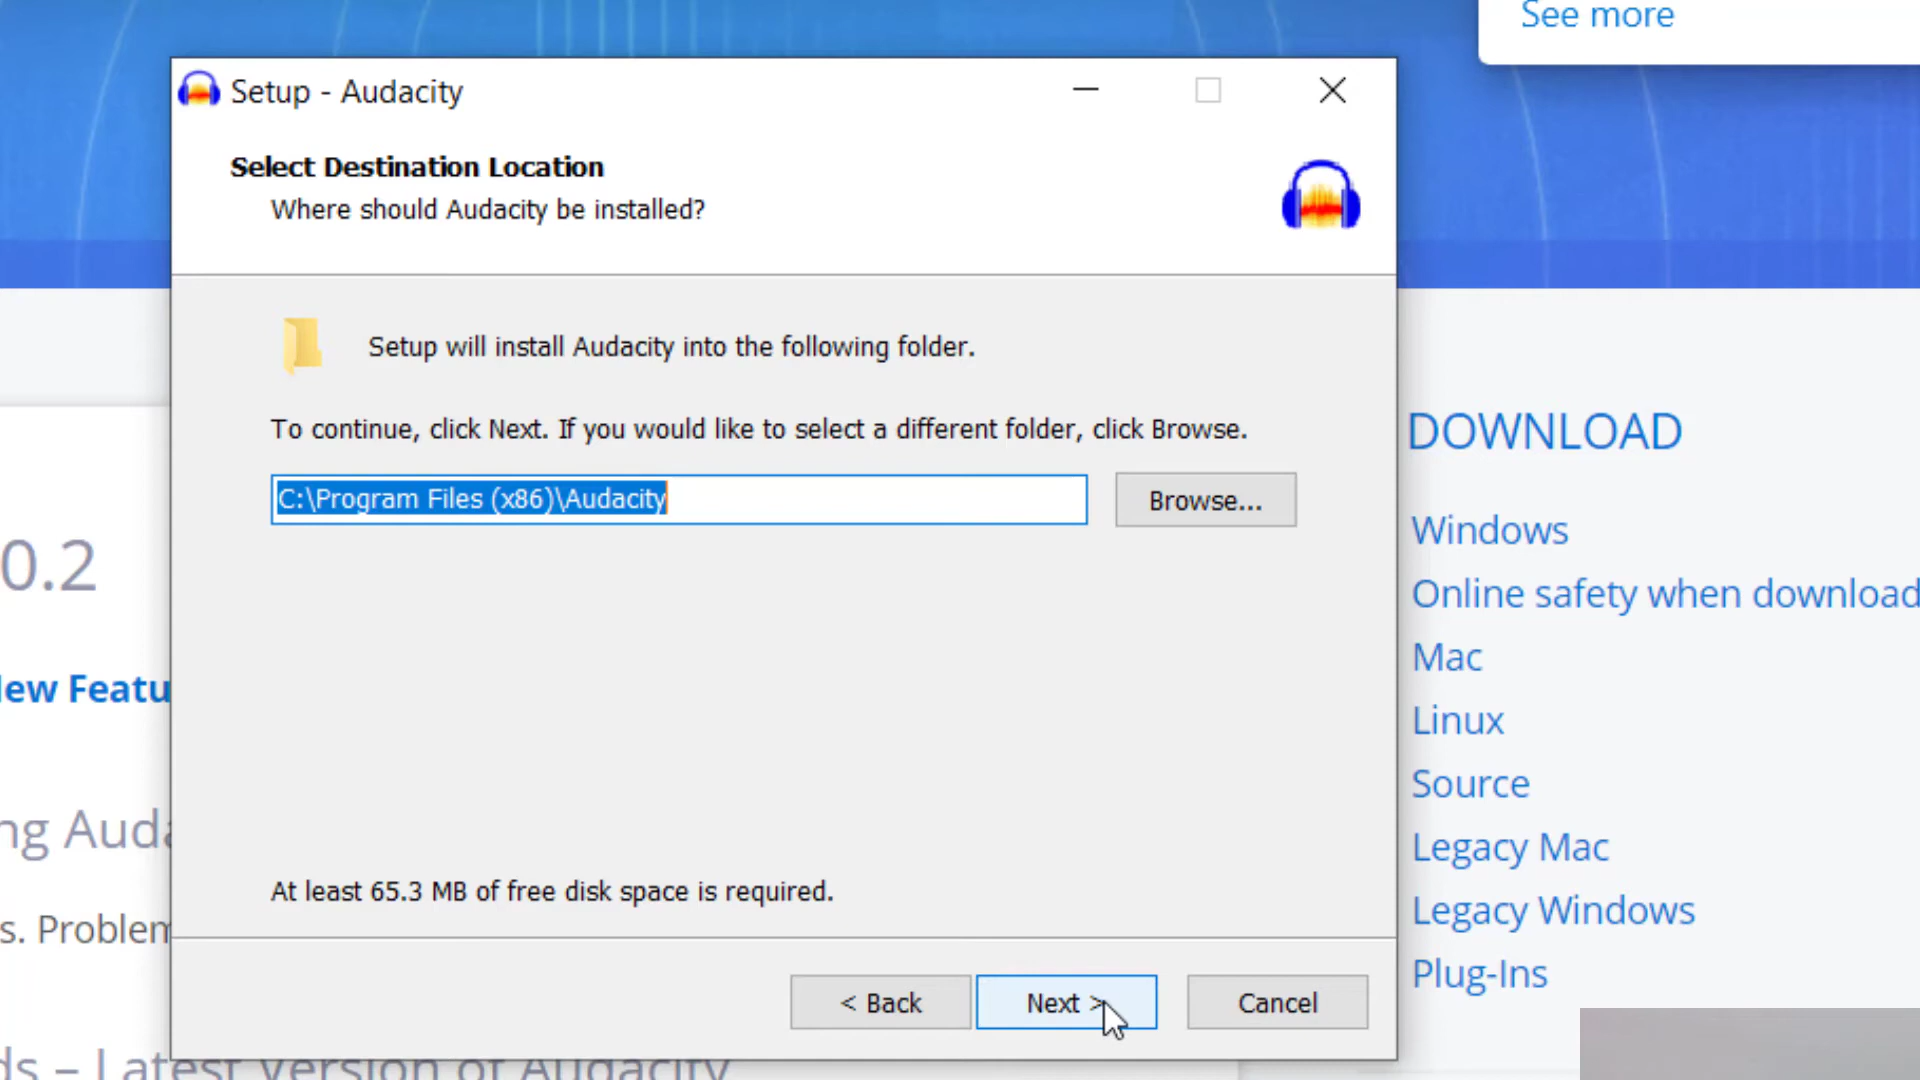 See more
Setup - Audacity
Select Destination Location
Where should Audacity be installed?
Setup will install Audacity into the following folder.
To continue, click Next. If you would like to select a different folder, click Browse.
C:\Program Files (x86)\Audacity
Browse...
At least 65.3 MB of free disk space is required.
< Back
Next >
Cancel
0.2
ew Featu
ng Auda
s. Problem
ds – Latest Version of Audacity
DOWNLOAD
Windows
Online safety when download
Mac
Linux
Source
Legacy Mac
Legacy Windows
Plug-Ins